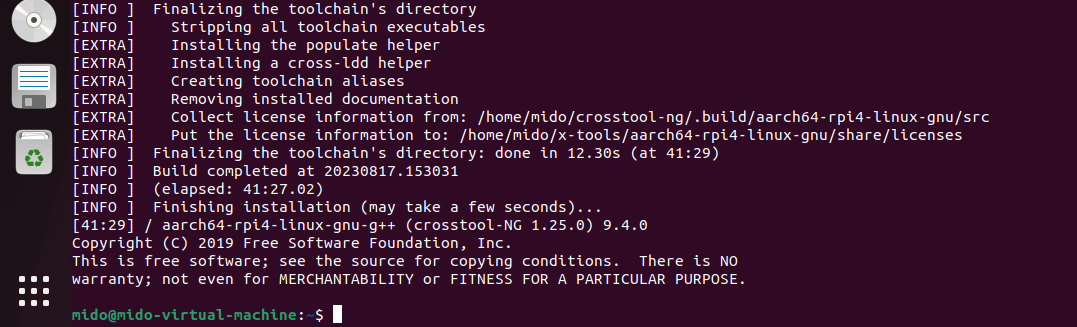 [INFO ]  Finalizing the toolchain's directory
[INFO ]    Stripping all toolchain executables
[EXTRA]    Installing the populate helper
[EXTRA]    Installing a cross-ldd helper
[EXTRA]    Creating toolchain aliases
[EXTRA]    Removing installed documentation
[EXTRA]    Collect license information from: /home/mido/crosstool-ng/.build/aarch64-rpi4-linux-gnu/src
[EXTRA]    Put the license information to: /home/mido/x-tools/aarch64-rpi4-linux-gnu/share/licenses
[INFO ]  Finalizing the toolchain's directory: done in 12.30s (at 41:29)
[INFO ]  Build completed at 20230817.153031
[INFO ]  (elapsed: 41:27.02)
[INFO ]  Finishing installation (may take a few seconds)...
[41:29] / aarch64-rpi4-linux-gnu-g++ (crosstool-NG 1.25.0) 9.4.0
Copyright (C) 2019 Free Software Foundation, Inc.
This is free software; see the source for copying conditions.  There is NO
warranty; not even for MERCHANTABILITY or FITNESS FOR A PARTICULAR PURPOSE.
mido@mido-virtual-machine:~$